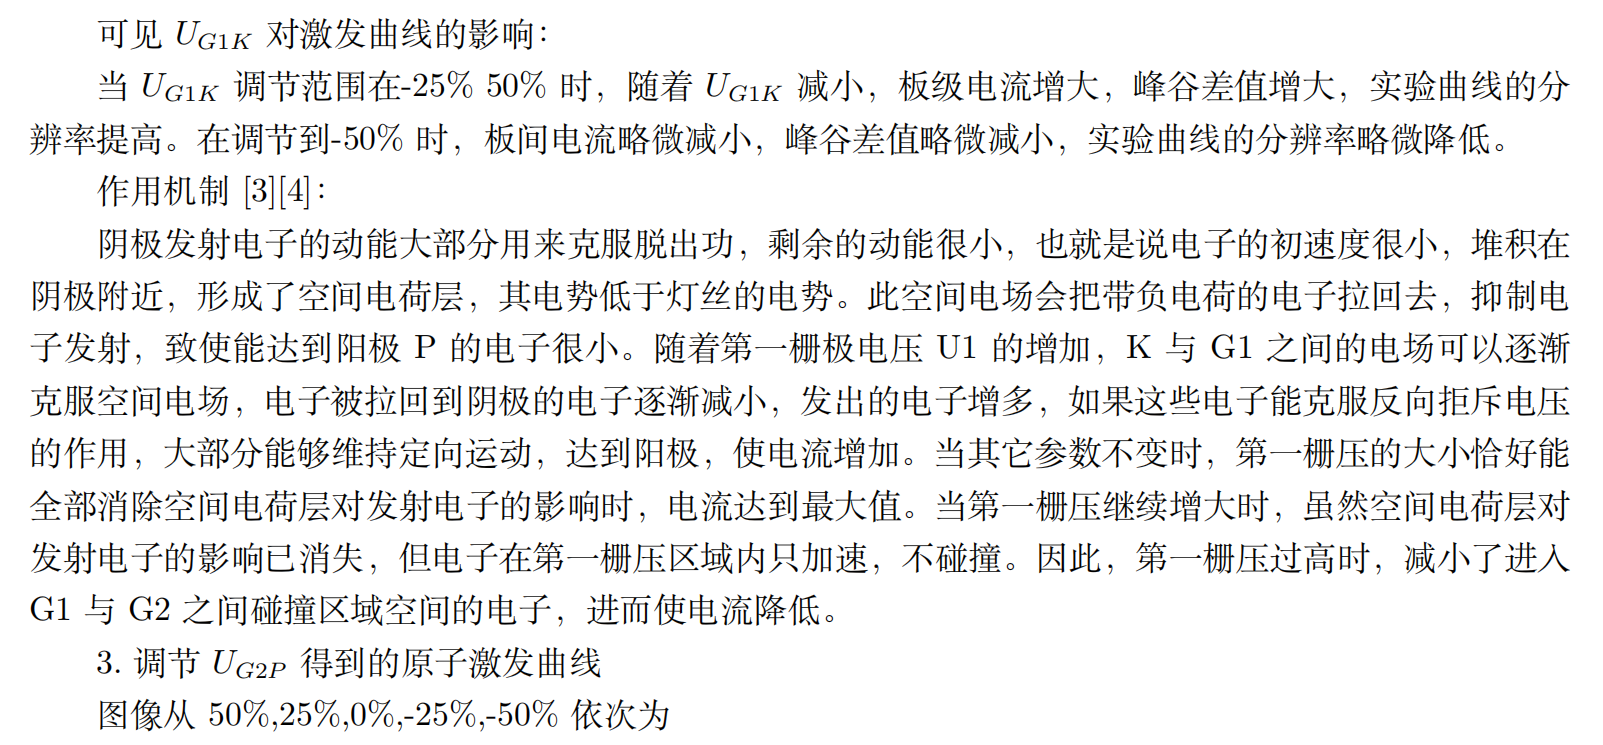 可见 U_{G1K} 对激发曲线的影响：
当 U_{G1K} 调节范围在-25% 50% 时，随着 U_{G1K} 减小，板级电流增大，峰谷差值增大，实验曲线的分
辨率提高。在调节到-50% 时，板间电流略微减小，峰谷差值略微减小，实验曲线的分辨率略微降低。
作用机制 [3][4]：
阴极发射电子的动能大部分用来克服脱出功，剩余的动能很小，也就是说电子的初速度很小，堆积在
阴极附近，形成了空间电荷层，其电势低于灯丝的电势。此空间电场会把带负电荷的电子拉回去，抑制电
子发射，致使能达到阳极 P 的电子很小。随着第一栅极电压 U1 的增加，K 与 G1 之间的电场可以逐渐
克服空间电场，电子被拉回到阴极的电子逐渐减小，发出的电子增多，如果这些电子能克服反向拒斥电压
的作用，大部分能够维持定向运动，达到阳极，使电流增加。当其它参数不变时，第一栅压的大小恰好能
全部消除空间电荷层对发射电子的影响时，电流达到最大值。当第一栅压继续增大时，虽然空间电荷层对
发射电子的影响已消失，但电子在第一栅压区域内只加速，不碰撞。因此，第一栅压过高时，减小了进入
G1 与 G2 之间碰撞区域空间的电子，进而使电流降低。
3. 调节 U_{G2P} 得到的原子激发曲线
图像从 50%,25%,0%,-25%,-50% 依次为